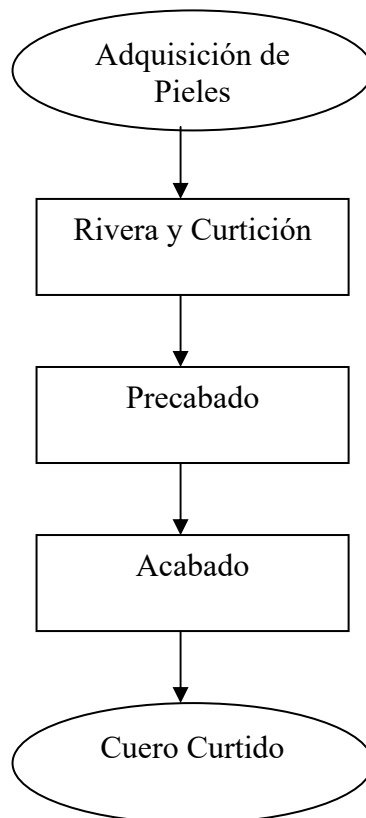 Adquisición de
Pieles
Rivera y Curtición
Precabado
Acabado
Cuero Curtido